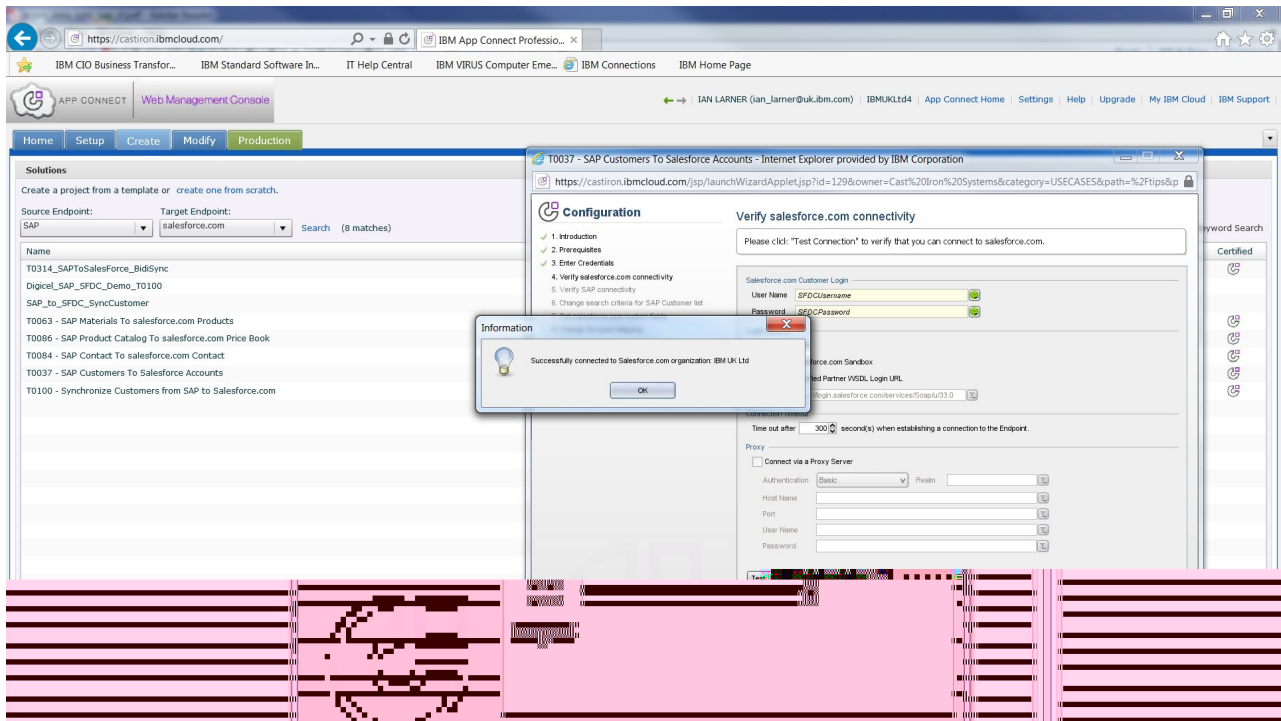 https://castiron.ibmcloud.com/
IBM App Connect Professio...
IBM CIO Business Transfor...
IBM Standard Software In...
IT Help Central
IBM VIRUS Computer Eme...
IBM Connections
IBM Home Page
APP CONNECT
Web Management Console
IAN LARNER (ian_larner@uk.ibm.com)
IBMUKLtd4
App Connect Home
Settings
Help
Upgrade
My IBM Cloud
IBM Support
Home
Setup
Create
Modify
Production
Solutions
Create a project from a template or create one from scratch.
Source Endpoint:
Target Endpoint:
SAP
salesforce.com
Search (8 matches)
yword Search
Name
Certified
T0314_SAPToSalesForce_BidiSync
Digicel_SAP_SFDC_Demo_T0100
SAP_to_SFDC_SyncCustomer
T0063 - SAP Materials To salesforce.com Products
T0086 - SAP Product Catalog To salesforce.com Price Book
T0084 - SAP Contact To salesforce.com Contact
T0037 - SAP Customers To Salesforce Accounts
T0100 - Synchronize Customers from SAP to Salesforce.com
T0037 - SAP Customers To Salesforce Accounts - Internet Explorer provided by IBM Corporation
https://castiron.ibmcloud.com/jsp/launchWizardApplet.jsp?id=129&owner=Cast%20Iron%20Systems&category=USECASES&path=%2Ftips&p
Configuration
1. Introduction
2. Prerequisites
3. Enter Credentials
4. Verify salesforce.com connectivity
5. Verify SAP connectivity
6. Change search criteria for SAP Customer list
Verify salesforce.com connectivity
Please click "Test Connection" to verify that you can connect to salesforce.com.
Salesforce.com Customer Login
User Name SFDCUsername
Password SFDCPassword
Information
Successfully connected to Salesforce.com organization: IBM UK Ltd
OK
force.com Sandbox
ied Partner WSDL Login URL
/login.salesforce.com/services/Soap/u/33.0
Connection Timeout
Time out after 300 second(s) when establishing a connection to the Endpoint.
Proxy
Connect via a Proxy Server
Authentication Basic Realm
Host Name
Port
User Name
Password